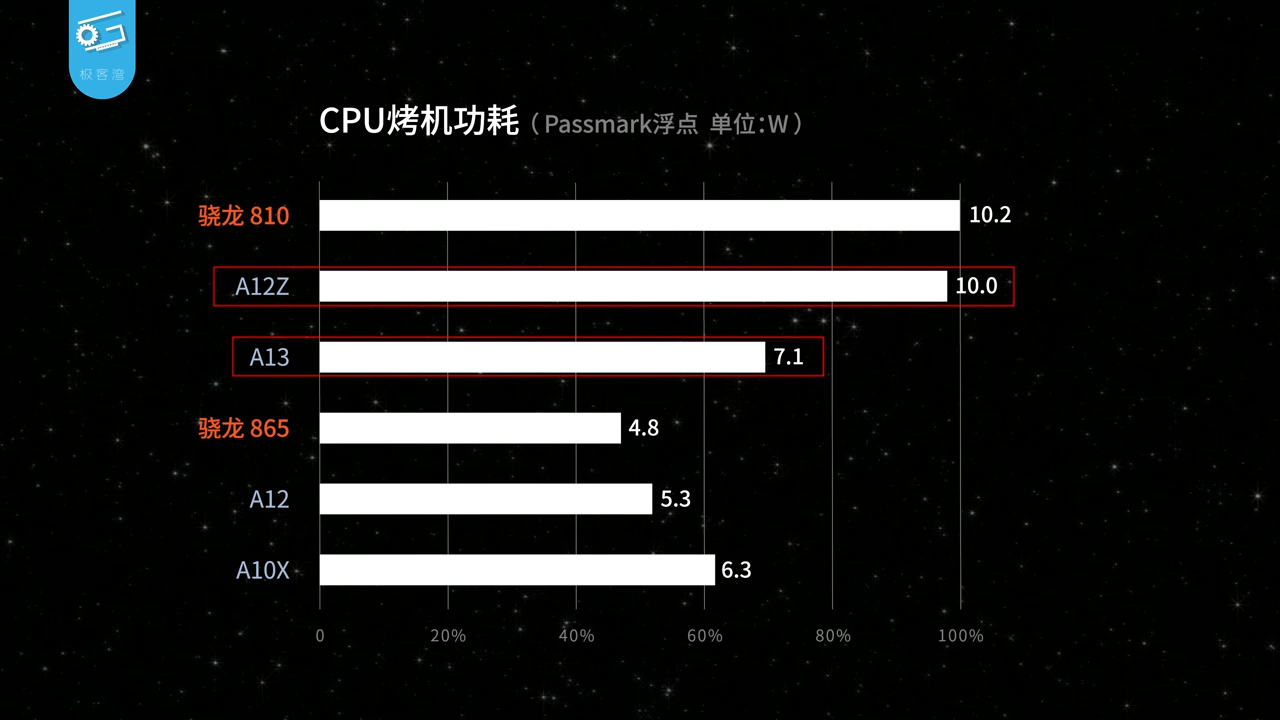 极客湾
CPU烤机功耗（Passmark浮点 单位:W）
骁龙 810 10.2
A12Z 10.0
A13 7.1
骁龙 865 4.8
A12 5.3
A10X 6.3
0 20% 40% 60% 80% 100%